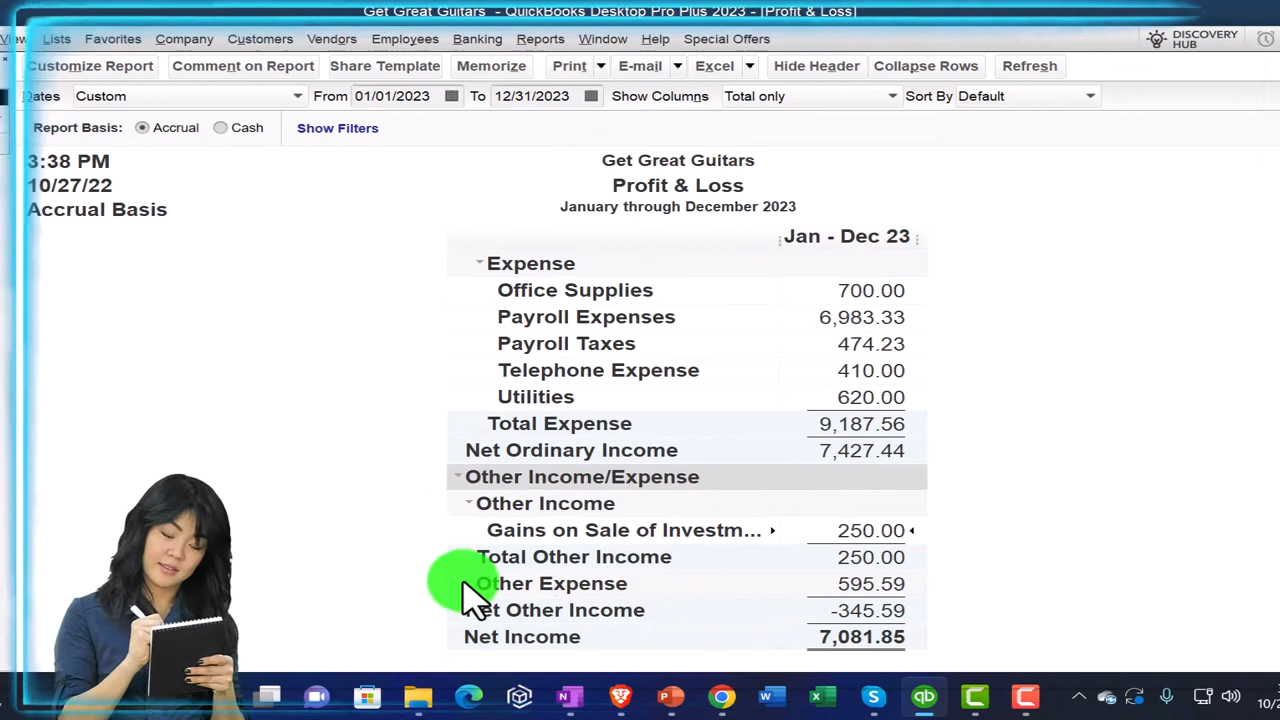 Get Great Guitars - QuickBooks Desktop Pro Plus 2023 - [Profit & Loss]
View Lists Favorites Company Customers Vendors Employees Banking Reports Window Help Special Offers DISCOVERY HUB
Customize Report Comment on Report Share Template Memorize Print E-mail Excel Hide Header Collapse Rows Refresh
Dates Custom From 01/01/2023 To 12/31/2023 Show Columns Total only Sort By Default
Report Basis: Accrual Cash Show Filters
3:38 PM
10/27/22
Accrual Basis
Get Great Guitars
Profit & Loss
January through December 2023
Jan - Dec 23
Expense
Office Supplies 700.00
Payroll Expenses 6,983.33
Payroll Taxes 474.23
Telephone Expense 410.00
Utilities 620.00
Total Expense 9,187.56
Net Ordinary Income 7,427.44
Other Income/Expense
Other Income
Gains on Sale of Investm... 250.00
Total Other Income 250.00
Other Expense 595.59
Net Other Income -345.59
Net Income 7,081.85
qb
10/2